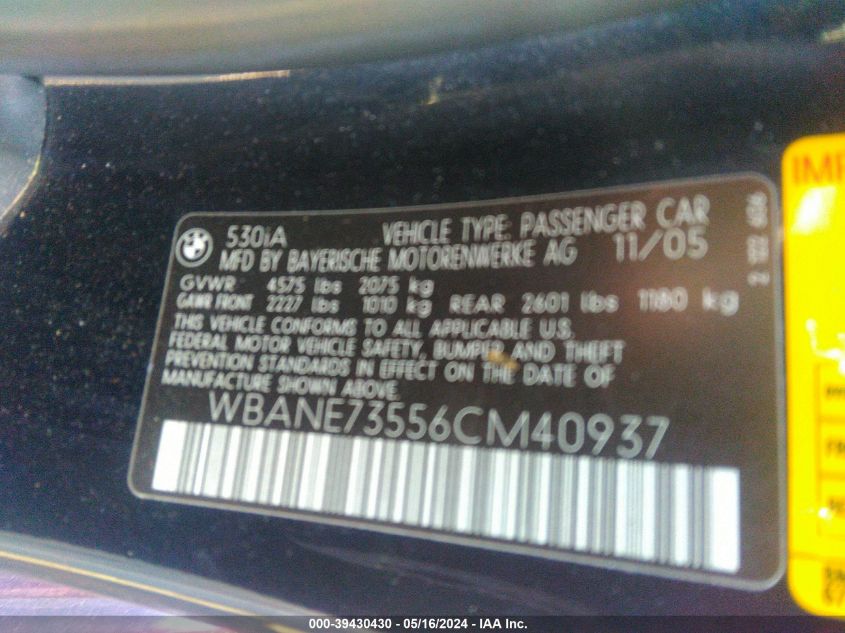 530iA VEHICLE TYPE: PASSENGER CAR
MFD BY BAYERISCHE MOTORENWERKE AG 11/05
GVWR 4575 lbs 2075 kg
GAWR FRONT 2227 lbs 1010 kg REAR 2601 lbs 1180 kg
THIS VEHICLE CONFORMS TO ALL APPLICABLE U.S.
FEDERAL MOTOR VEHICLE SAFETY, BUMPER AND THEFT
PREVENTION STANDARDS IN EFFECT ON THE DATE OF
MANUFACTURE SHOWN ABOVE.
WBANE73556CM40937
000-39430430 - 05/16/2024 - IAA Inc.